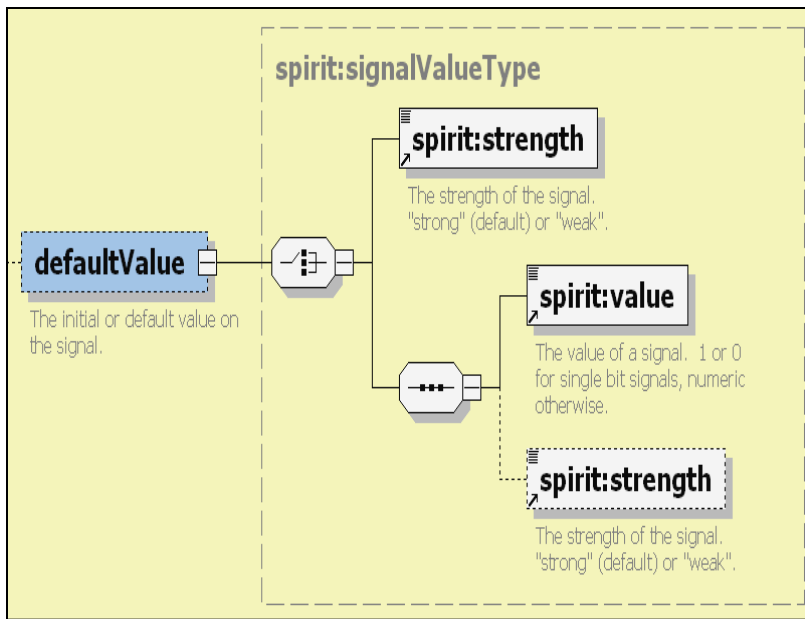 spirit:signalValueType
spirit:strength
The strength of the signal.
"strong" (default) or "weak".
defaultValue
The initial or default value on
the signal.
spirit:value
The value of a signal.  1 or 0
for single bit signals, numeric
otherwise.
spirit:strength
The strength of the signal.
"strong" (default) or "weak".